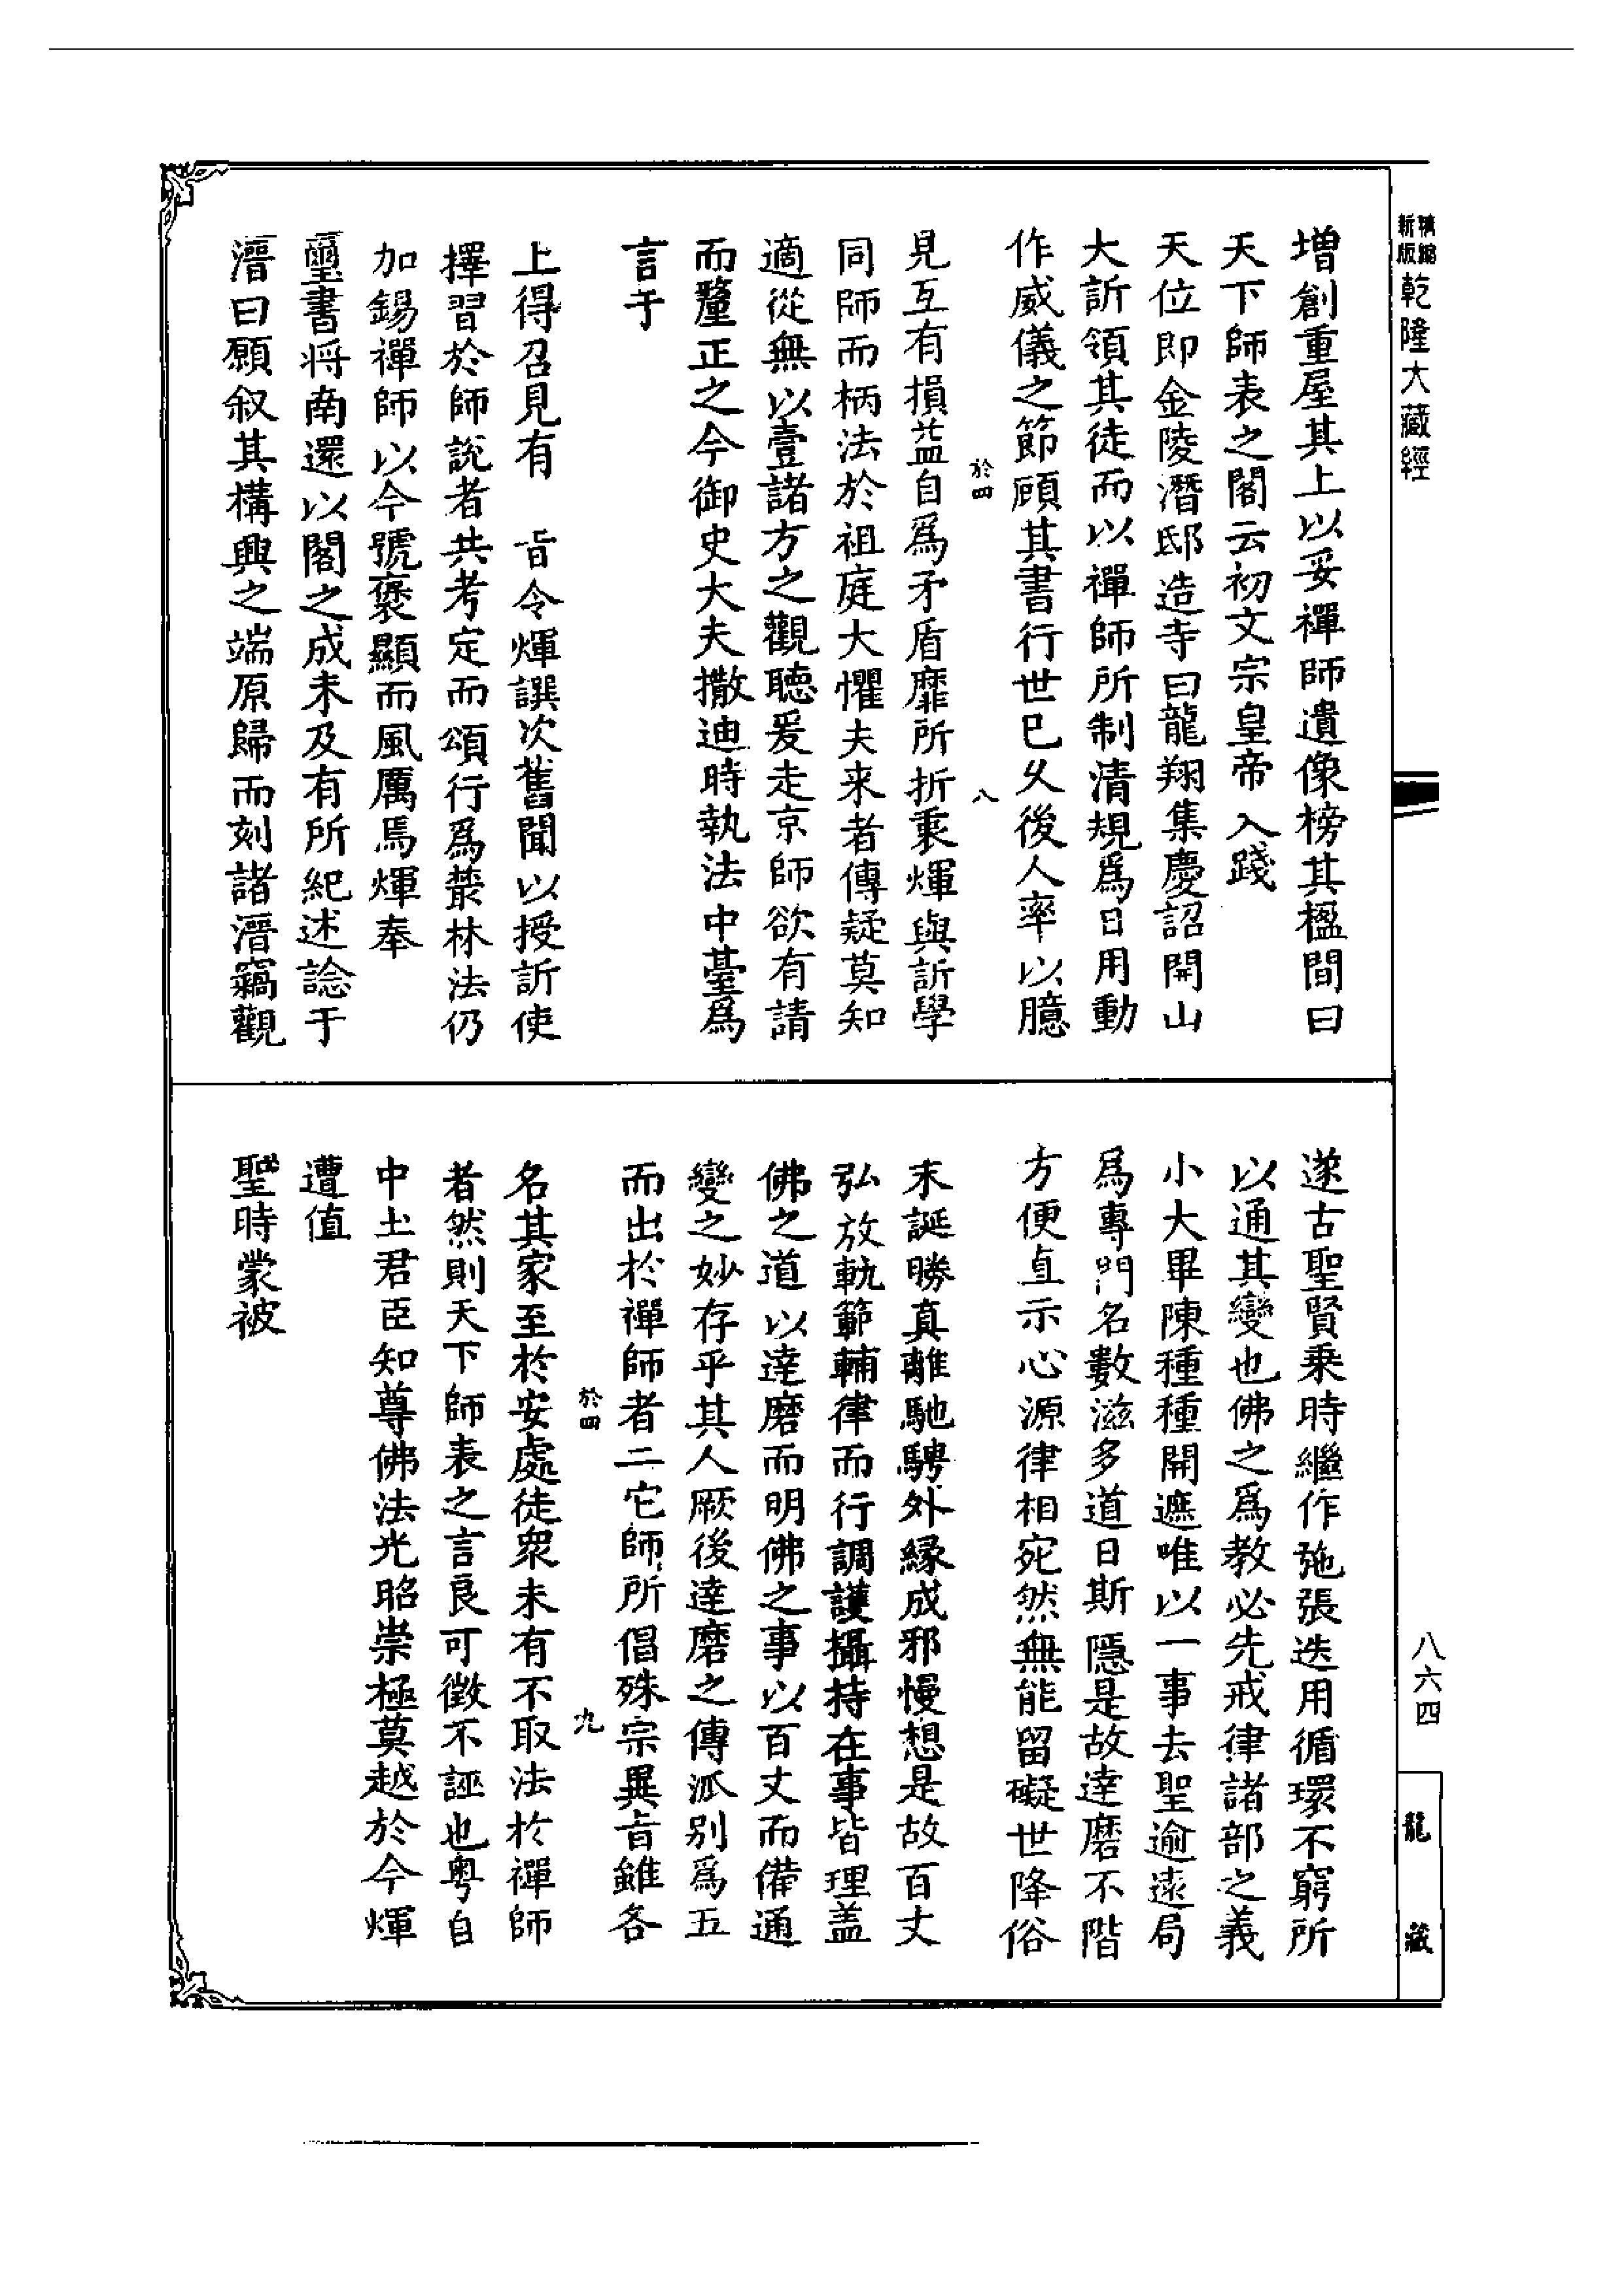 精縮
新版
乾隆大藏經
增創重屋其上以妥禪師遺像榜其楹間曰
天下師表之閣云初文宗皇帝入踐
天位即金陵潛邸造寺曰龍翔集慶詔開山
大訢領其徒而以禪師所制清規爲日用動
作威儀之節顧其書行世巳乆後人率以臆
於四
八
見互有損益自爲矛盾靡所折衷煇與訢學
同師而柄法於祖庭大懼夫来者傳疑莫知
適從無以壹諸方之觀聽爰走京師欲有請
而釐正之今御史大夫撒迪時執法中臺爲
言于
上得召見有 㫖令煇譔次舊聞以授訢使
擇習於師説者共考定而頌行爲叢林法仍
加錫禪師以今號褒顯而風厲焉煇奉
璽書将南還以閣之成未及有所紀述諗于
溍曰願叙其構興之端原歸而刻諸溍竊觀
遂古聖賢乗時繼作弛張迭用循環不窮所
以通其變也佛之爲教必先戒律諸部之義
小大畢陳種種開遮唯以一事去聖逾遠局
爲專門名數滋多道日斯隱是故達磨不階
方便直示心源律相宛然無能留礙世降俗
末誕勝真離馳騁外縁成邪慢想是故百丈
弘放軌範輔律而行調護攝持在事皆理盖
佛之道以達磨而明佛之事以百丈而備通
變之妙存乎其人厥後達磨之傳派别爲五
而出於禪師者二它師所倡殊宗異㫖雖各
於四
九
名其家至於安處徒衆未有不取法於禪師
者然則天下師表之言良可徴不誣也粤自
中土君臣知尊佛法光昭崇極莫越於今煇
遭值
聖時蒙被
八六四
龍藏